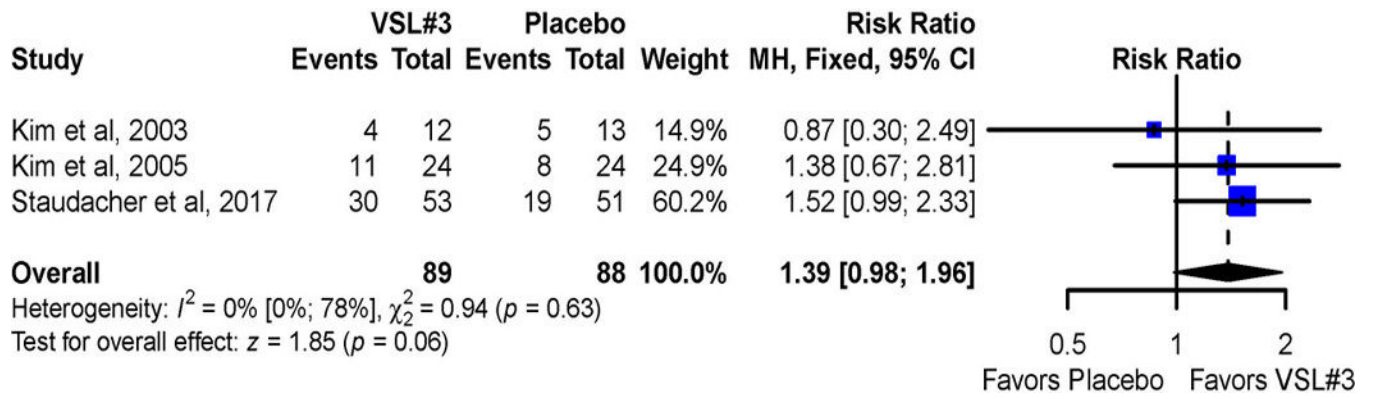 VSL#3 Placebo Risk Ratio
Study Events Total Events Total Weight MH, Fixed, 95% CI Risk Ratio
Kim et al, 2003 4 12 5 13 14.9% 0.87 [0.30; 2.49]
Kim et al, 2005 11 24 8 24 24.9% 1.38 [0.67; 2.81]
Staudacher et al, 2017 30 53 19 51 60.2% 1.52 [0.99; 2.33]
Overall 89 88 100.0% 1.39 [0.98; 1.96]
Heterogeneity: I² = 0% [0%; 78%], χ²₂ = 0.94 (p = 0.63)
Test for overall effect: z = 1.85 (p = 0.06)
0.5 1 2
Favors Placebo Favors VSL#3